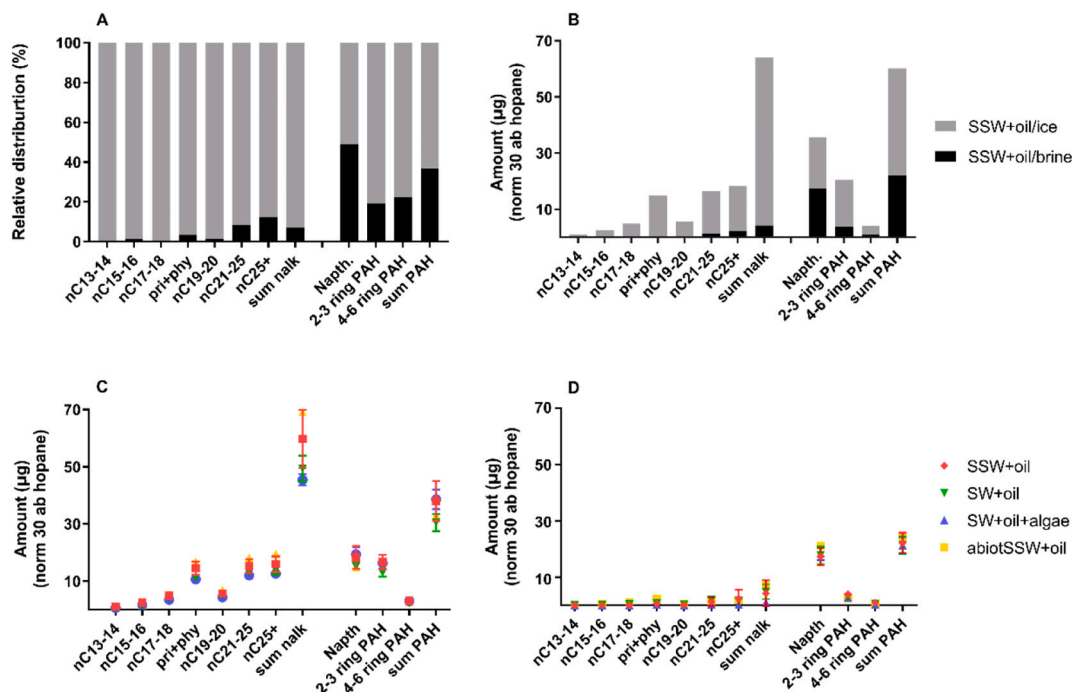 A
Relative distriburtion (%)
100
80
60
40
20
0
nC13-14
nC15-16
nC17-18
pri+phy
nC19-20
nC21-25
nC25+
sum nalk
Napth.
2-3 ring PAH
4-6 ring PAH
sum PAH
B
Amount (µg)
(norm 30 ab hopane)
70
50
30
10
nC13-14
nC15-16
nC17-18
pri+phy
nC19-20
nC21-25
nC25+
sum nalk
Napth.
2-3 ring PAH
4-6 ring PAH
sum PAH
SSW+oil/ice
SSW+oil/brine
C
Amount (µg)
(norm 30 ab hopane)
70
50
30
10
nC13-14
nC15-16
nC17-18
pri+phy
nC19-20
nC21-25
nC25+
sum nalk
Napth
2-3 ring PAH
4-6 ring PAH
sum PAH
D
Amount (µg)
(norm 30 ab hopane)
70
50
30
10
nC13-14
nC15-16
nC17-18
pri+phy
nC19-20
nC21-25
nC25+
sum nalk
Napth
2-3 ring PAH
4-6 ring PAH
sum PAH
SSW+oil
SW+oil
SW+oil+algae
abiotSSW+oil